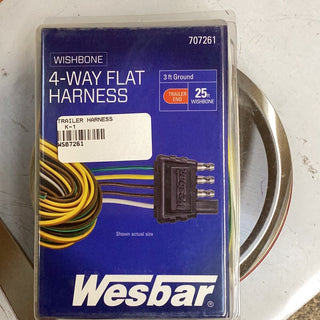 707261
WISHBONE
4-WAY FLAT
HARNESS
3 ft Ground
TRAILER
END
25ft
WISHBONE
TRAILER HARNESS
K-1
WSB7261
Shown actual size
Wesbar®